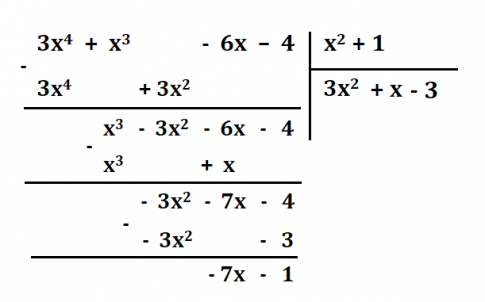 3x⁴ + x³ - 6x – 4 | x² + 1
-
3x⁴ + 3x² | 3x² + x - 3
x³ - 3x² - 6x - 4
-
x³ + x
- 3x² - 7x - 4
-
- 3x² - 3
-7x - 1